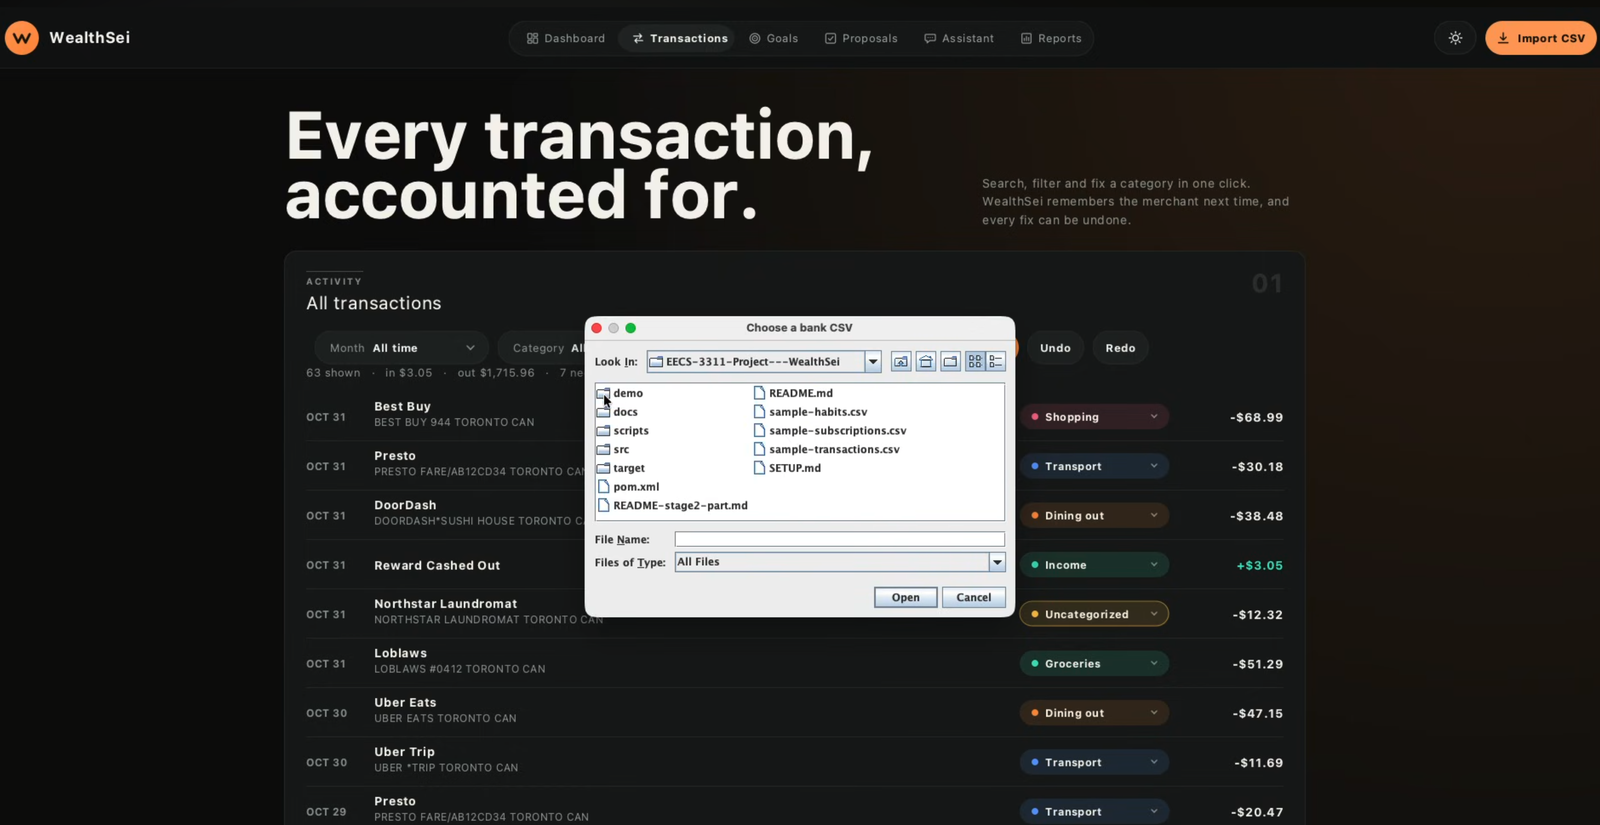 WealthSei
Dashboard
Transactions
Goals
Proposals
Assistant
Reports
Import CSV
Every transaction,
accounted for.
Search, filter and fix a category in one click.
WealthSei remembers the merchant next time, and
every fix can be undone.
ACTIVITY
01
All transactions
Month All time
Category
Undo
Redo
63 shown · in $3.05 · out $1,715.96 · 7
OCT 31
Best Buy
BEST BUY 944 TORONTO CAN
Shopping
-$68.99
OCT 31
Presto
PRESTO FARE/AB12CD34 TORONTO
Transport
-$30.18
OCT 31
DoorDash
DOORDASH*SUSHI HOUSE TORONTO
Dining out
-$38.48
OCT 31
Reward Cashed Out
Income
+$3.05
OCT 31
Northstar Laundromat
NORTHSTAR LAUNDROMAT TORONTO CAN
Uncategorized
-$12.32
OCT 31
Loblaws
LOBLAWS #0412 TORONTO CAN
Groceries
-$51.29
OCT 30
Uber Eats
UBER EATS TORONTO CAN
Dining out
-$47.15
OCT 30
Uber Trip
UBER *TRIP TORONTO CAN
Transport
-$11.69
OCT 29
Presto
PRESTO FARE/AB12CD34 TORONTO CAN
Transport
-$20.47
Choose a bank CSV
Look In: EECS-3311-Project---WealthSei
demo
docs
scripts
src
target
pom.xml
README-stage2-part.md
README.md
sample-habits.csv
sample-subscriptions.csv
sample-transactions.csv
SETUP.md
File Name:
Files of Type: All Files
Open
Cancel